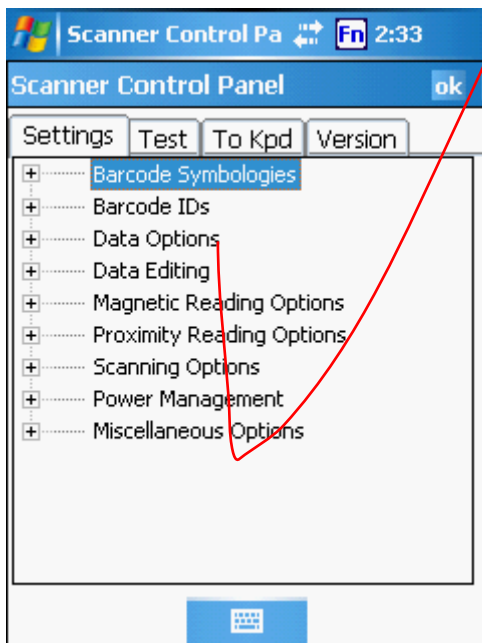 Scanner Control Pa Fn 2:33
Scanner Control Panel ok
Settings Test To Kpd Version
Barcode Symbologies
Barcode IDs
Data Options
Data Editing
Magnetic Reading Options
Proximity Reading Options
Scanning Options
Power Management
Miscellaneous Options